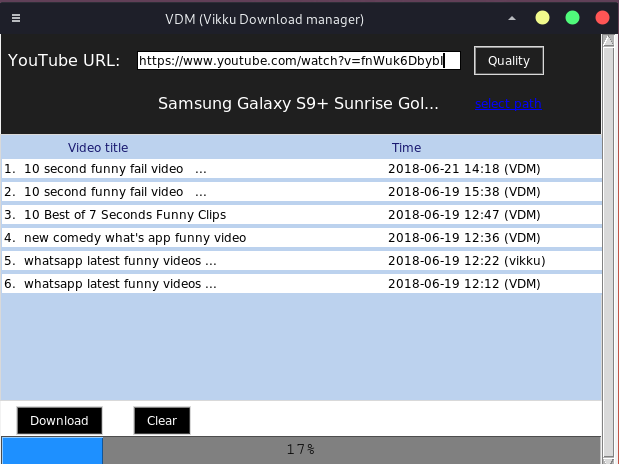 VDM (Vikku Download manager)
YouTube URL: https://www.youtube.com/watch?v=fnWuk6DbybI Quality
Samsung Galaxy S9+ Sunrise Gol... select path
Video title Time
1. 10 second funny fail video ... 2018-06-21 14:18 (VDM)
2. 10 second funny fail video ... 2018-06-19 15:38 (VDM)
3. 10 Best of 7 Seconds Funny Clips 2018-06-19 12:47 (VDM)
4. new comedy what's app funny video 2018-06-19 12:36 (VDM)
5. whatsapp latest funny videos ... 2018-06-19 12:22 (vikku)
6. whatsapp latest funny videos ... 2018-06-19 12:12 (VDM)
Download Clear
17%